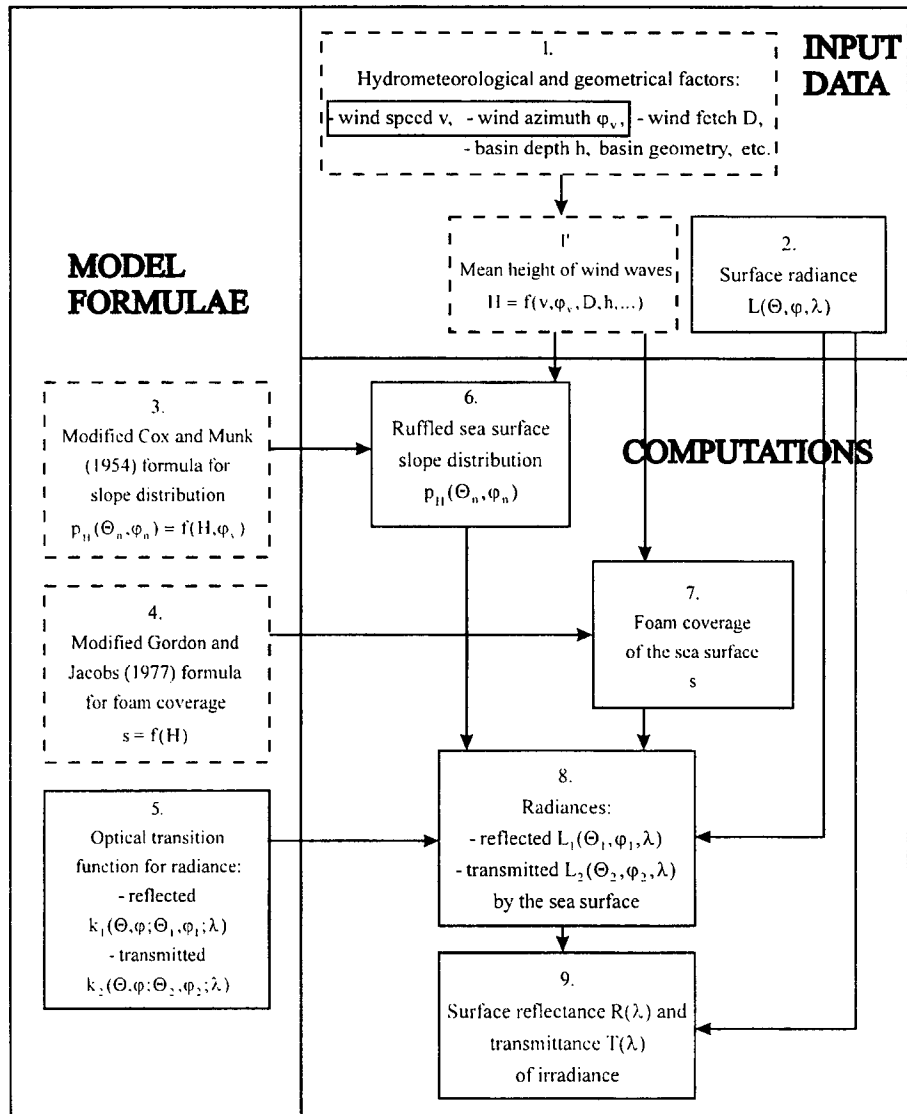 INPUT
DATA
1.
Hydrometeorological and geometrical factors:
- wind speed v, - wind azimuth φᵥ, - wind fetch D,
- basin depth h, basin geometry, etc.
1'
Mean height of wind waves
H = f(v,φᵥ,D,h,...)
2.
Surface radiance
L(Θ,φ,λ)
MODEL
FORMULAE
3.
Modified Cox and Munk
(1954) formula for
slope distribution
p_H(Θₙ,φₙ) = f(H,φᵥ)
4.
Modified Gordon and
Jacobs (1977) formula
for foam coverage
s = f(H)
5.
Optical transition
function for radiance:
- reflected
k₁(Θ,φ;Θ₁,φ₁;λ)
- transmitted
k₂(Θ,φ;Θ₂,φ₂;λ)
COMPUTATIONS
6.
Ruffled sea surface
slope distribution
p_H(Θₙ,φₙ)
7.
Foam coverage
of the sea surface
s
8.
Radiances:
- reflected L₁(Θ₁,φ₁,λ)
- transmitted L₂(Θ₂,φ₂,λ)
by the sea surface
9.
Surface reflectance R(λ) and
transmittance T(λ)
of irradiance